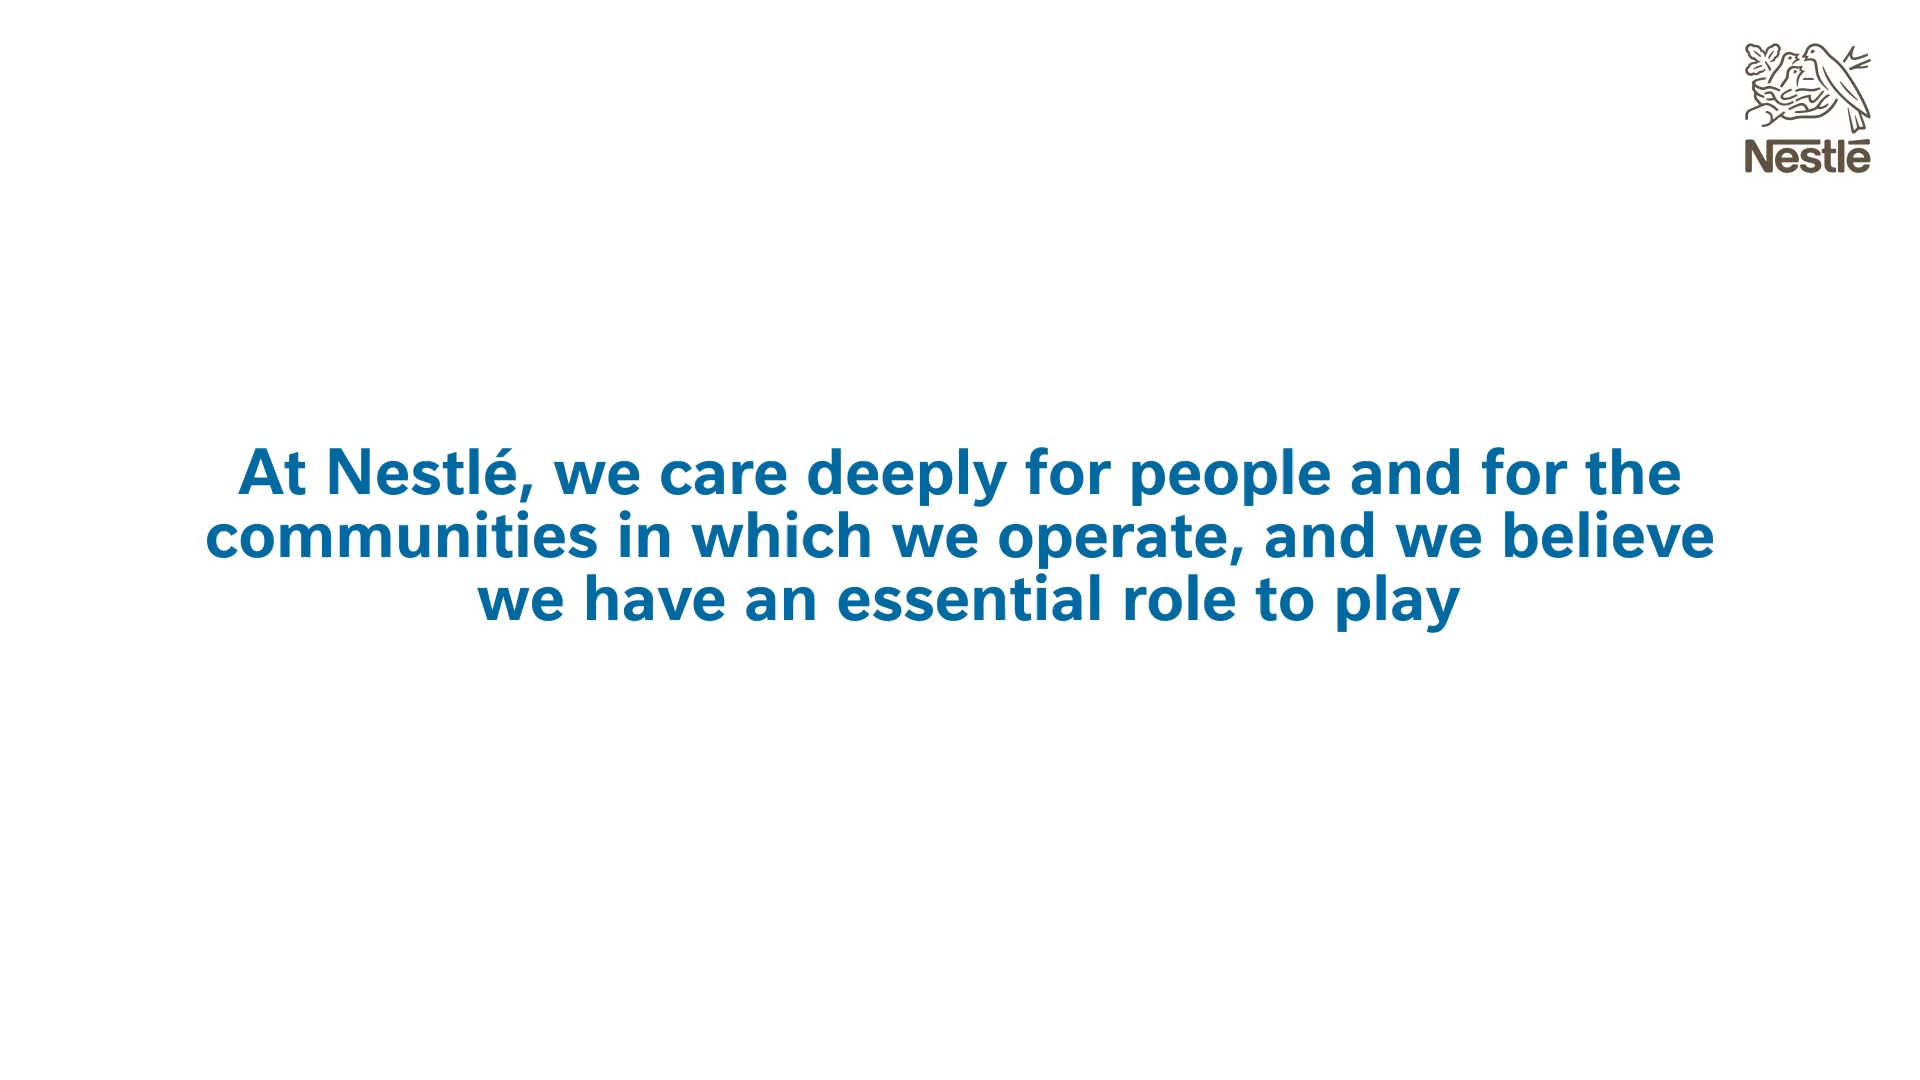 Nestlé
At Nestlé, we care deeply for people and for the
communities in which we operate, and we believe
we have an essential role to play